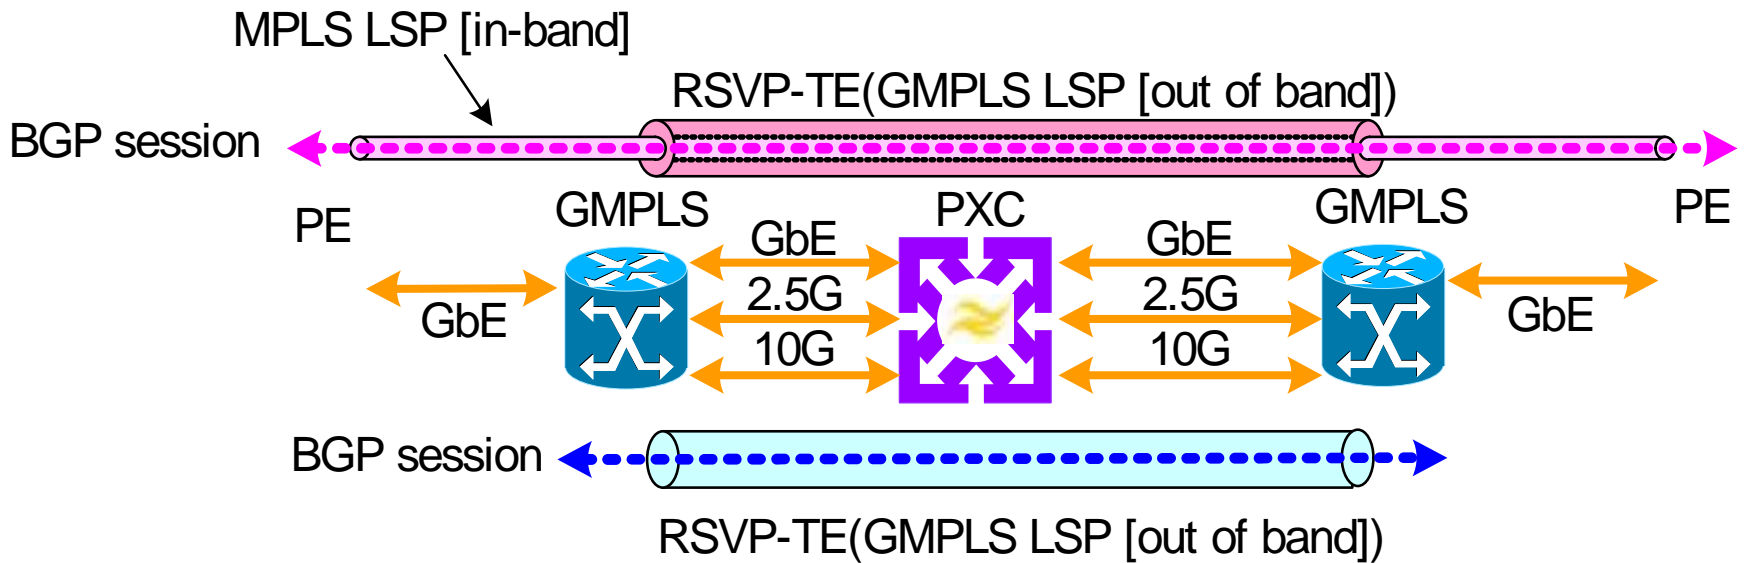 MPLS LSP [in-band]
RSVP-TE(GMPLS LSP [out of band])
BGP session
PE
GMPLS
PXC
GMPLS
PE
GbE
GbE
2.5G
2.5G
GbE
GbE
10G
10G
BGP session
RSVP-TE(GMPLS LSP [out of band])